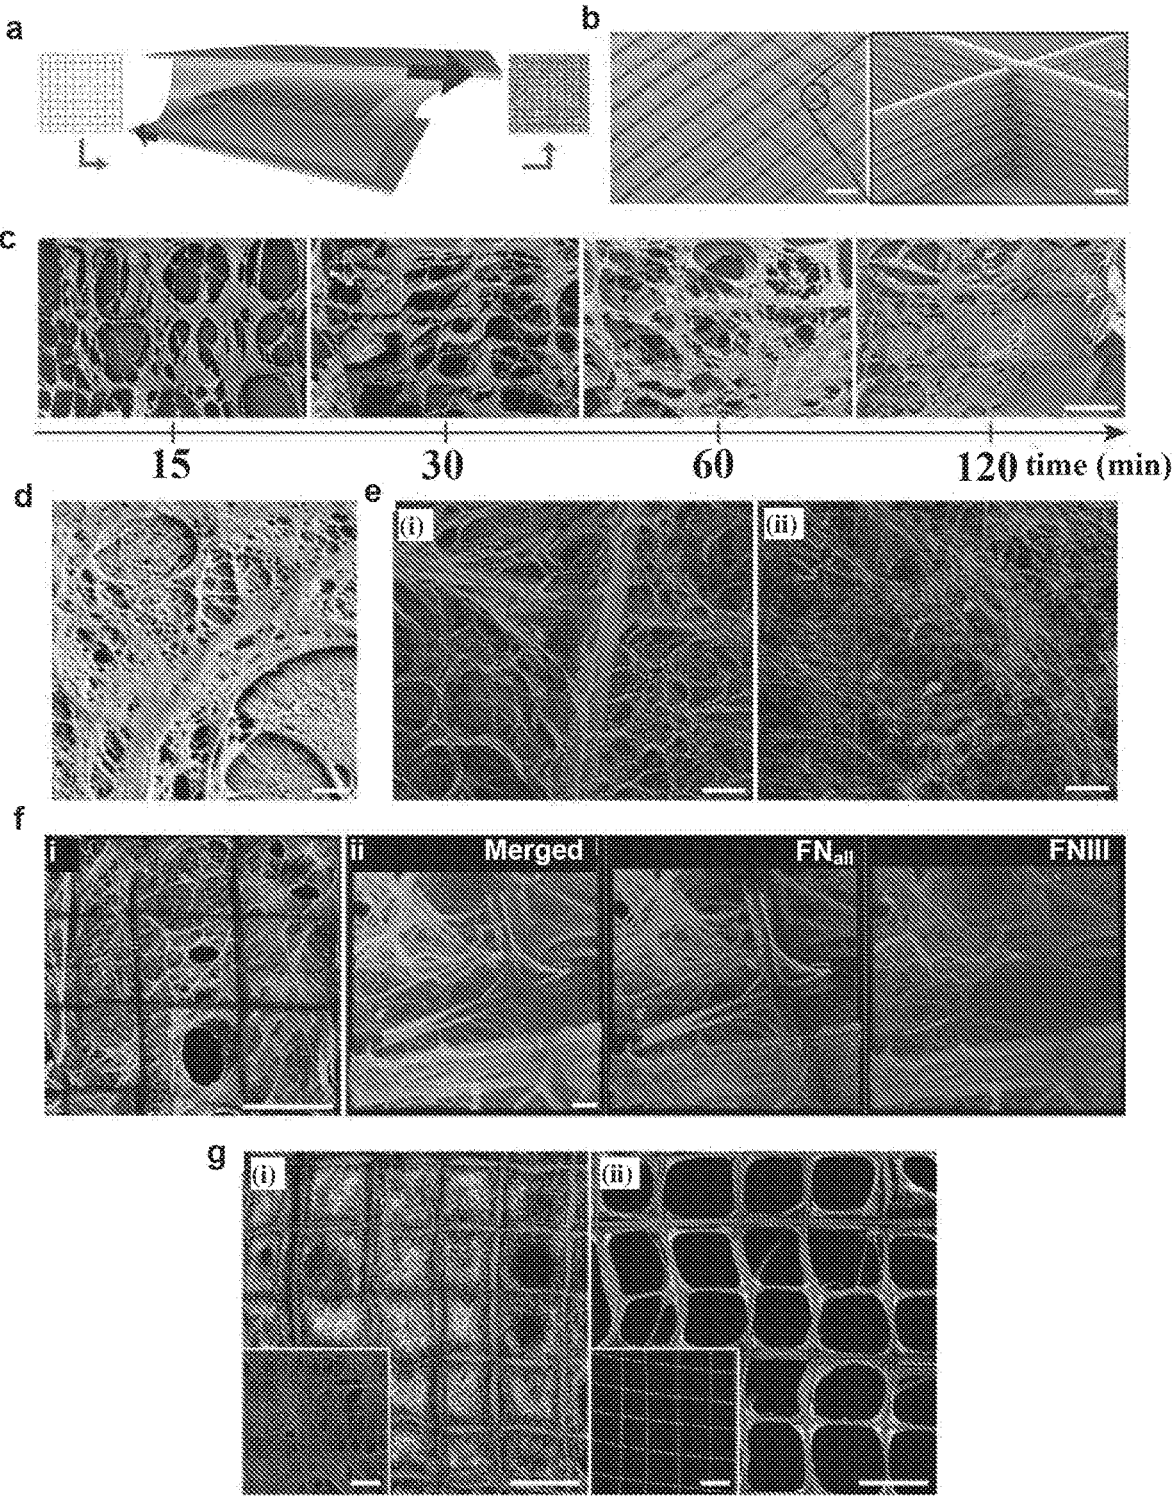 a
b
c
15 30 60 120 time (min)
d
e
(i) (ii)
f
i ii Merged FNall FNIII
g
(i) (ii)